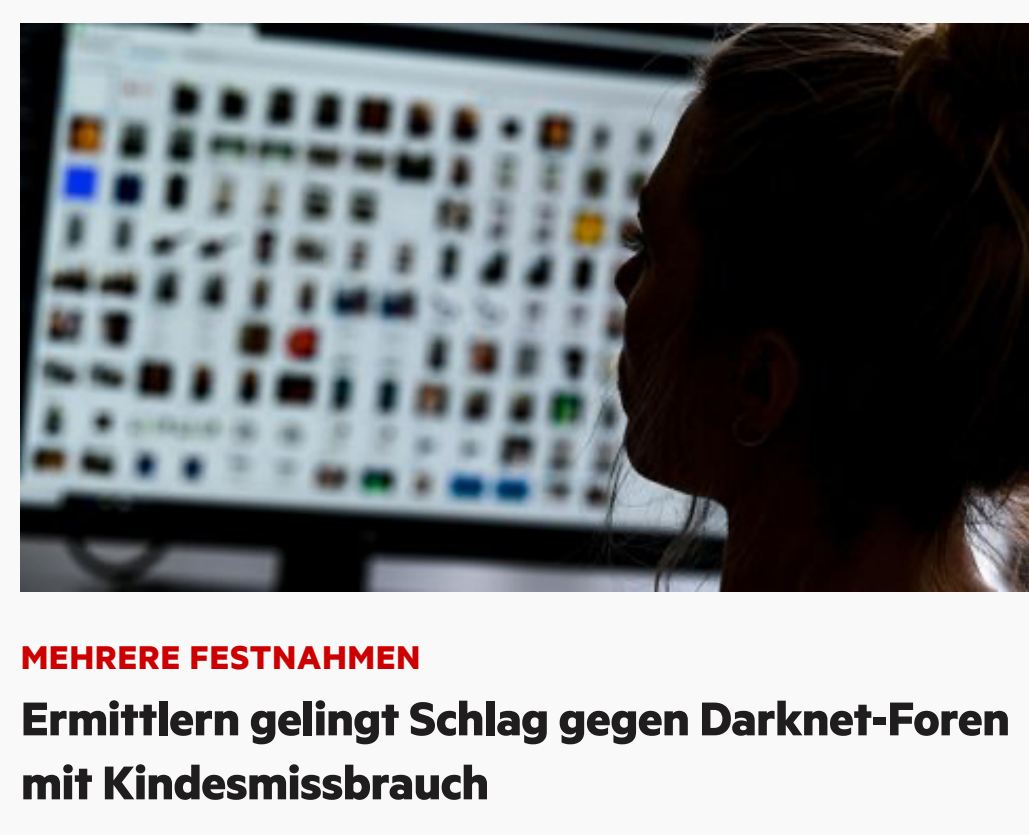 MEHRERE FESTNAHMEN
Ermittlern gelingt Schlag gegen Darknet-Foren
mit Kindesmissbrauch